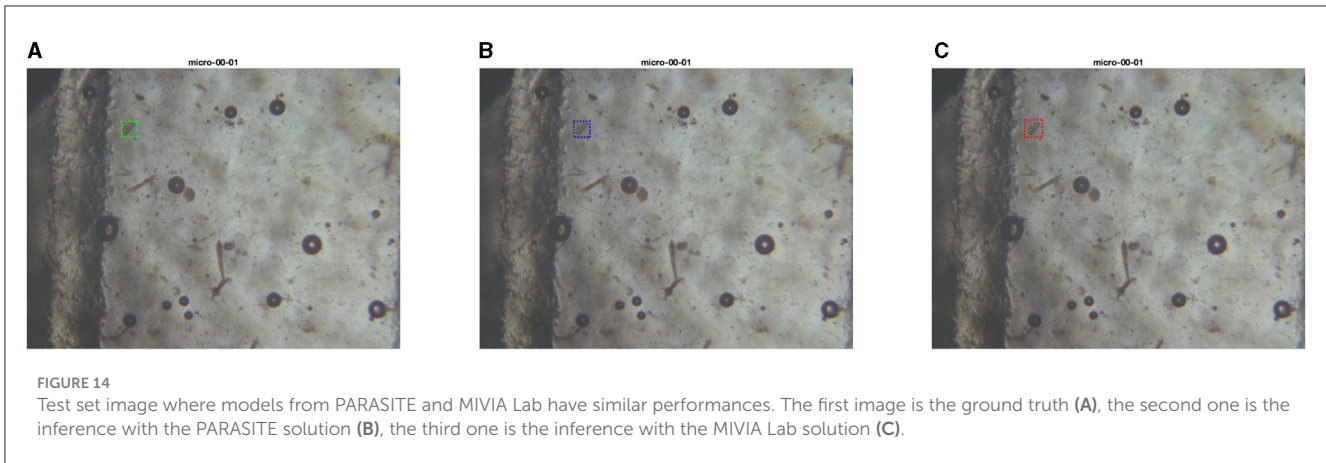 A
B
C
micro-00-01
micro-00-01
micro-00-01
FIGURE 14
Test set image where models from PARASITE and MIVIA Lab have similar performances. The first image is the ground truth (A), the second one is the
inference with the PARASITE solution (B), the third one is the inference with the MIVIA Lab solution (C).